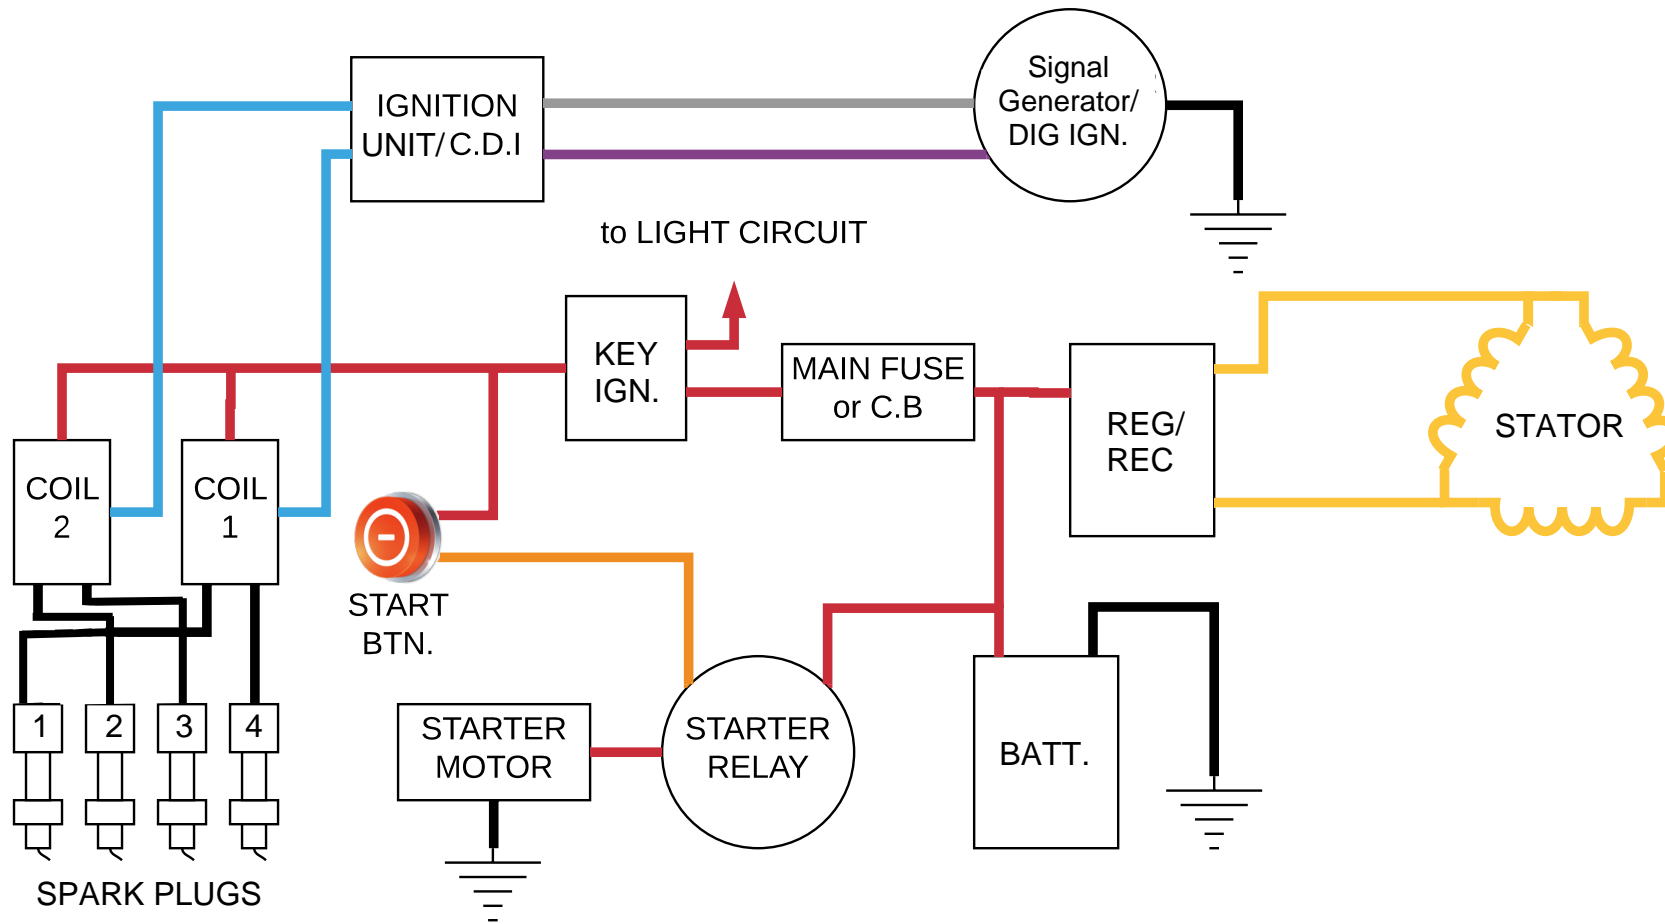 IGNITION
UNIT/ C.D.I
Signal
Generator/
DIG IGN.
to LIGHT CIRCUIT
KEY
IGN.
MAIN FUSE
or C.B
REG/
REC
STATOR
COIL
2
COIL
1
START
BTN.
STARTER
MOTOR
STARTER
RELAY
BATT.
1
2
3
4
SPARK PLUGS